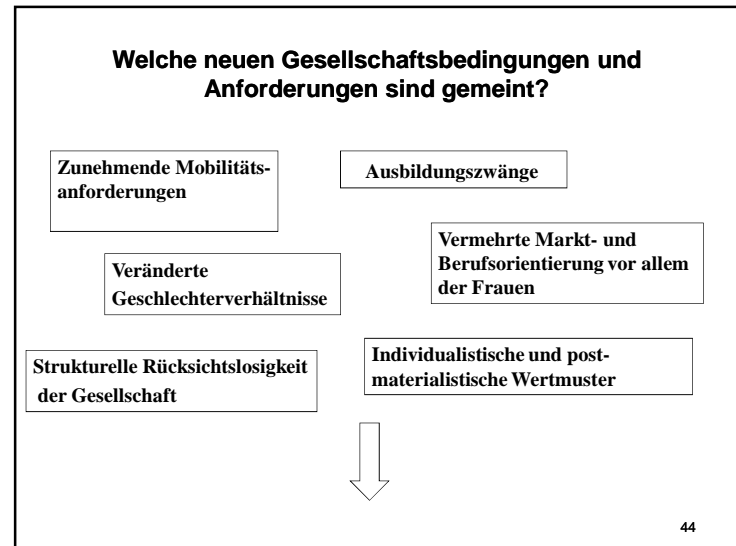 Welche neuen Gesellschaftsbedingungen und
Anforderungen sind gemeint?
Zunehmende Mobilitäts-
anforderungen
Ausbildungszwänge
Vermehrte Markt- und
Berufsorientierung vor allem
der Frauen
Veränderte
Geschlechterverhältnisse
Strukturelle Rücksichtslosigkeit
der Gesellschaft
Individualistische und post-
materialistische Wertmuster
44